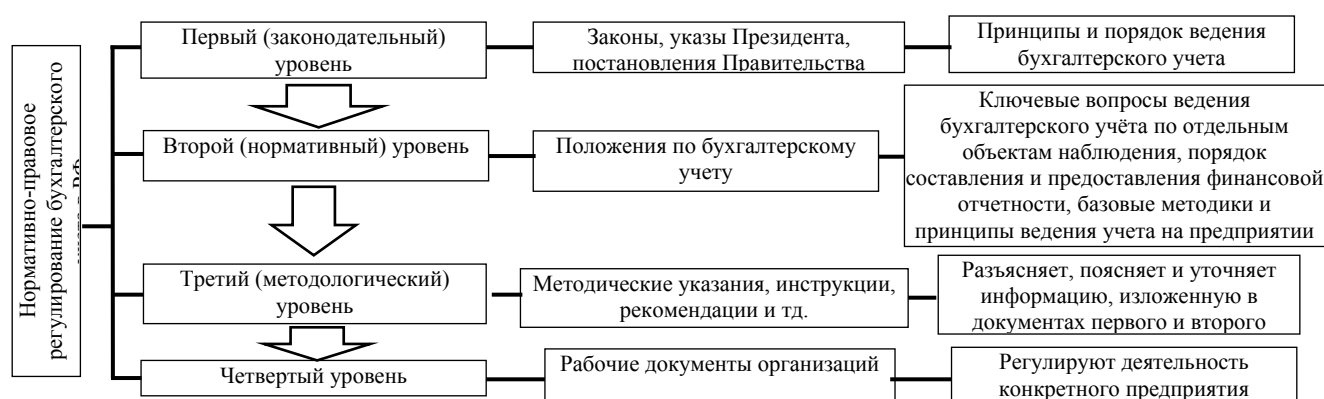 Нормативно-правовое
регулирование бухгалтерского
Первый (законодательный)
уровень
Законы, указы Президента,
постановления Правительства
Принципы и порядок ведения
бухгалтерского учета
Второй (нормативный) уровень
Положения по бухгалтерскому
учету
Ключевые вопросы ведения
бухгалтерского учёта по отдельным
объектам наблюдения, порядок
составления и предоставления финансовой
отчетности, базовые методики и
принципы ведения учета на предприятии
Третий (методологический)
уровень
Методические указания, инструкции,
рекомендации и тд.
Разъясняет, поясняет и уточняет
информацию, изложенную в
документах первого и второго
Четвертый уровень
Рабочие документы организаций
Регулируют деятельность
конкретного предприятия